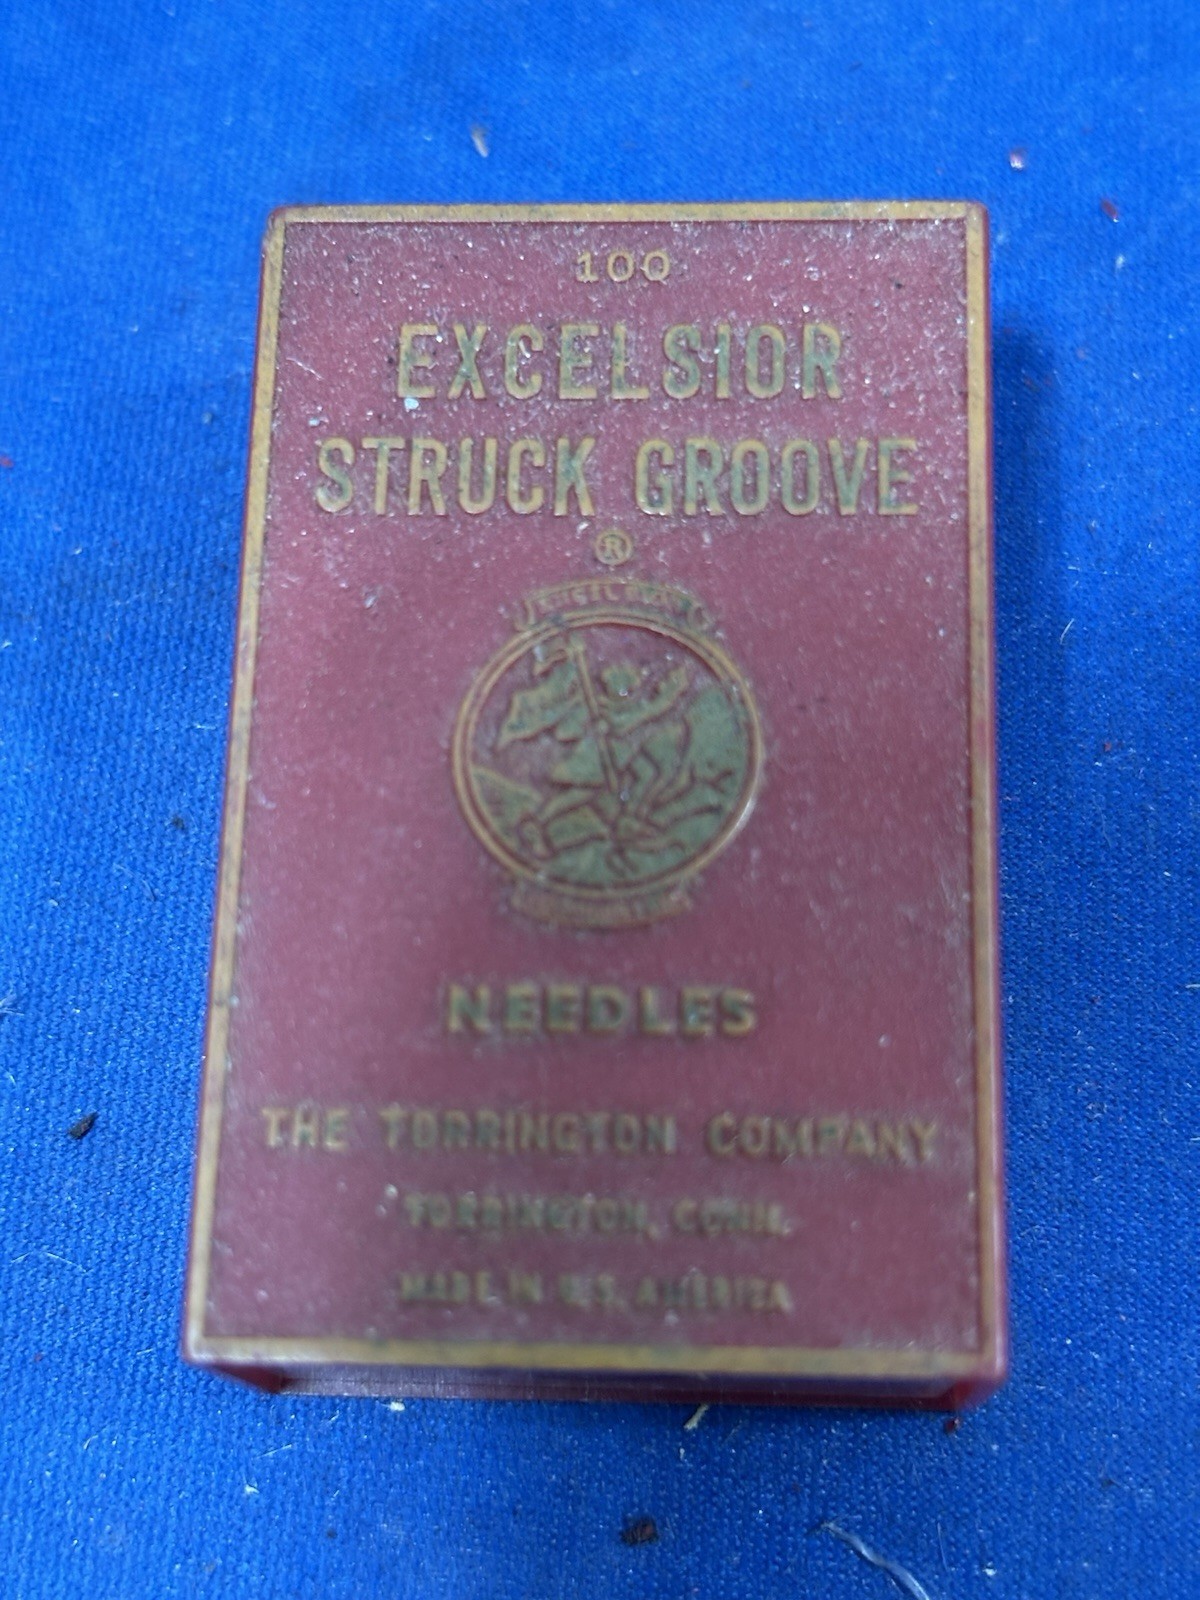 100
EXCELSIOR
STRUCK GROOVE
®
NEEDLES
THE TORRINGTON COMPANY
TORRINGTON, CONN.
MADE IN U.S. AMERICA